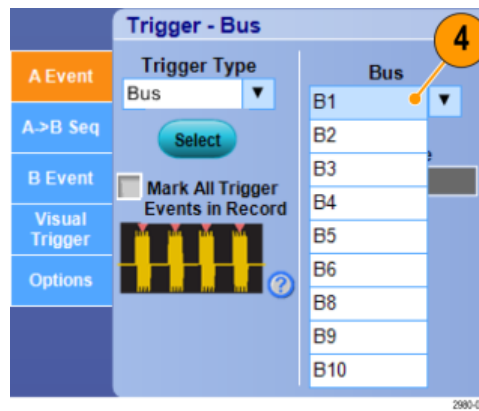 Trigger - Bus
4
A Event
A->B Seq
B Event
Visual
Trigger
Options
Trigger Type
Bus
Select
Mark All Trigger
Events in Record
Bus
B1
B2
B3
B4
B5
B6
B8
B9
B10